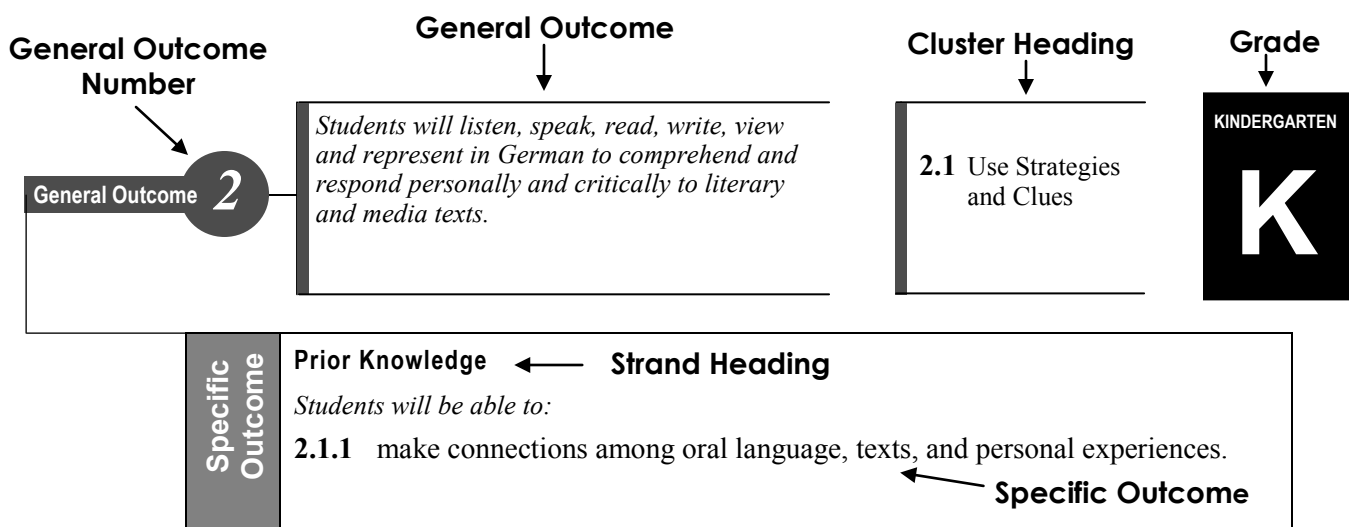 General Outcome
Number
General Outcome
Cluster Heading
Grade
General Outcome 2
Students will listen, speak, read, write, view
and represent in German to comprehend and
respond personally and critically to literary
and media texts.
2.1 Use Strategies
and Clues
KINDERGARTEN
K
Specific
Outcome
Prior Knowledge
Strand Heading
Students will be able to:
2.1.1 make connections among oral language, texts, and personal experiences.
Specific Outcome